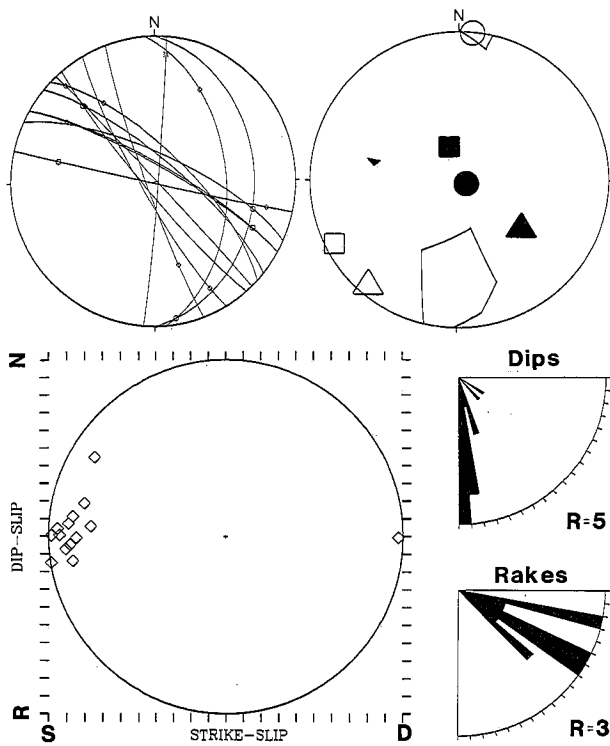 N
N
N
DIP-SLIP
R
S
STRIKE-SLIP
D
Dips
R=5
Rakes
R=3